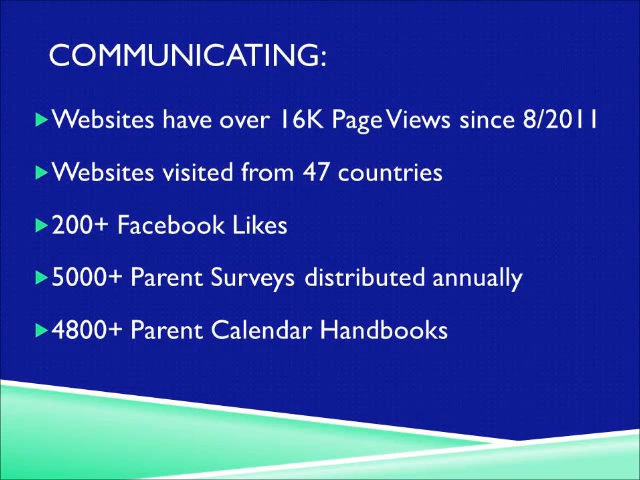 COMMUNICATING:
Websites have over 16K Page Views since 8/2011
Websites visited from 47 countries
200+ Facebook Likes
5000+ Parent Surveys distributed annually
4800+ Parent Calendar Handbooks